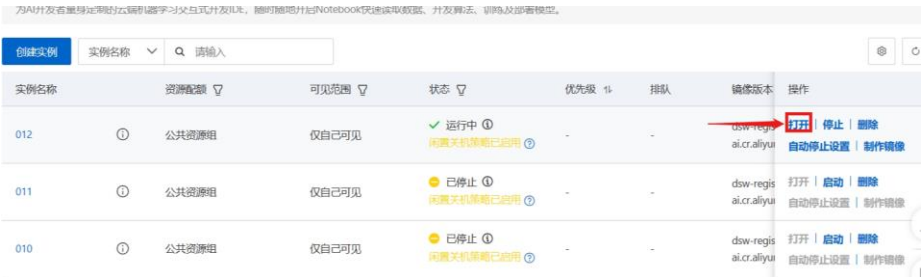 为AI开发者量身定制的云端机器学习交互式开发IDE，随时随地开启Notebook快速读取数据、开发算法、训练及部署模型。
创建实例 实例名称 请输入
实例名称 资源配额 可见范围 状态 优先级 排队 镜像版本 操作
012 公共资源组 仅自己可见 运行中 - - dsw-regis 打开 停止 删除
闲置关机策略已启用 ai.cr.aliyun 自动停止设置 制作镜像
011 公共资源组 仅自己可见 已停止 - - dsw-regis 打开 启动 删除
闲置关机策略已启用 ai.cr.aliyun 自动停止设置 制作镜像
010 公共资源组 仅自己可见 已停止 - - dsw-regis 打开 启动 删除
闲置关机策略已启用 ai.cr.aliyun 自动停止设置 制作镜像